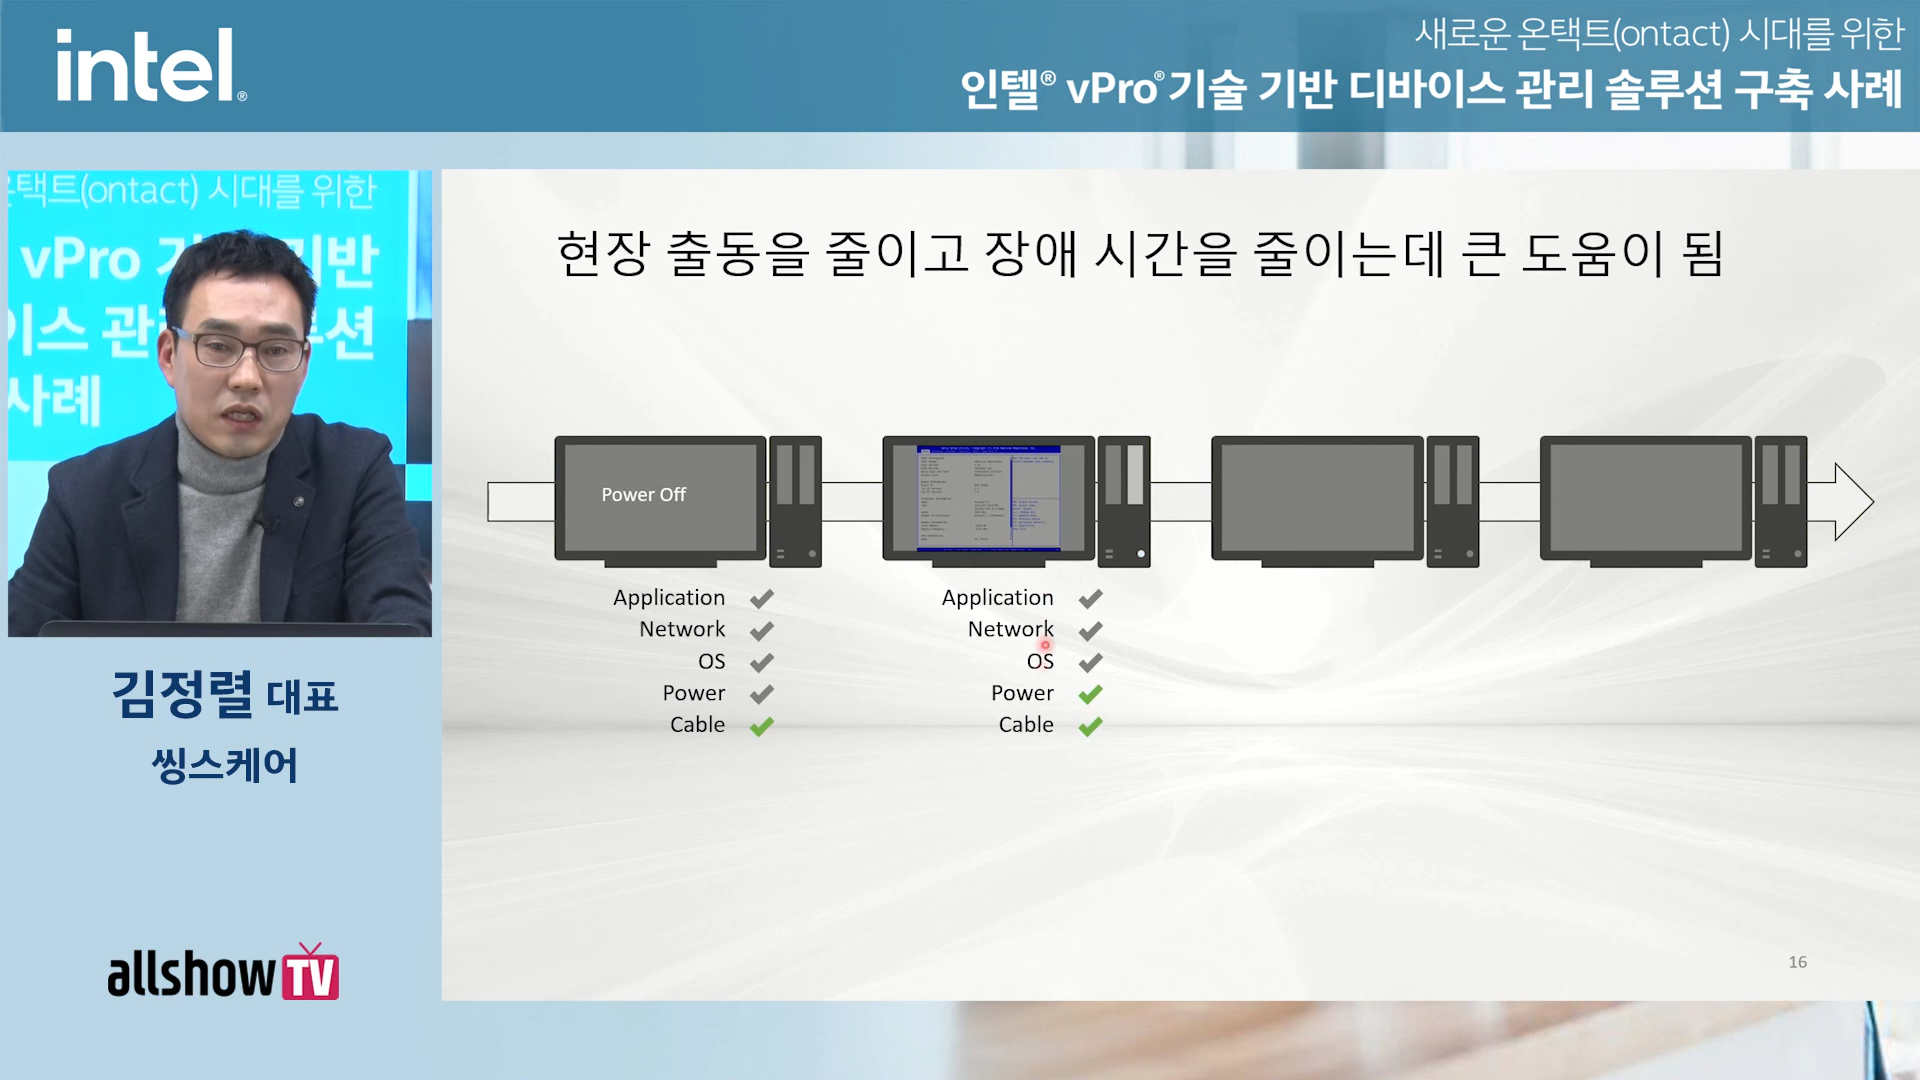 intel®
새로운 온택트(ontact) 시대를 위한
인텔® vPro® 기술 기반 디바이스 관리 솔루션 구축 사례
온택트(ontact) 시대를 위한
vPro 기반
이스 관 루션
사례
김정렬 대표
씽스케어
allshow TV
현장 출동을 줄이고 장애 시간을 줄이는데 큰 도움이 됨
Power Off
Application
Network
OS
Power
Cable
Application
Network
OS
Power
Cable
16